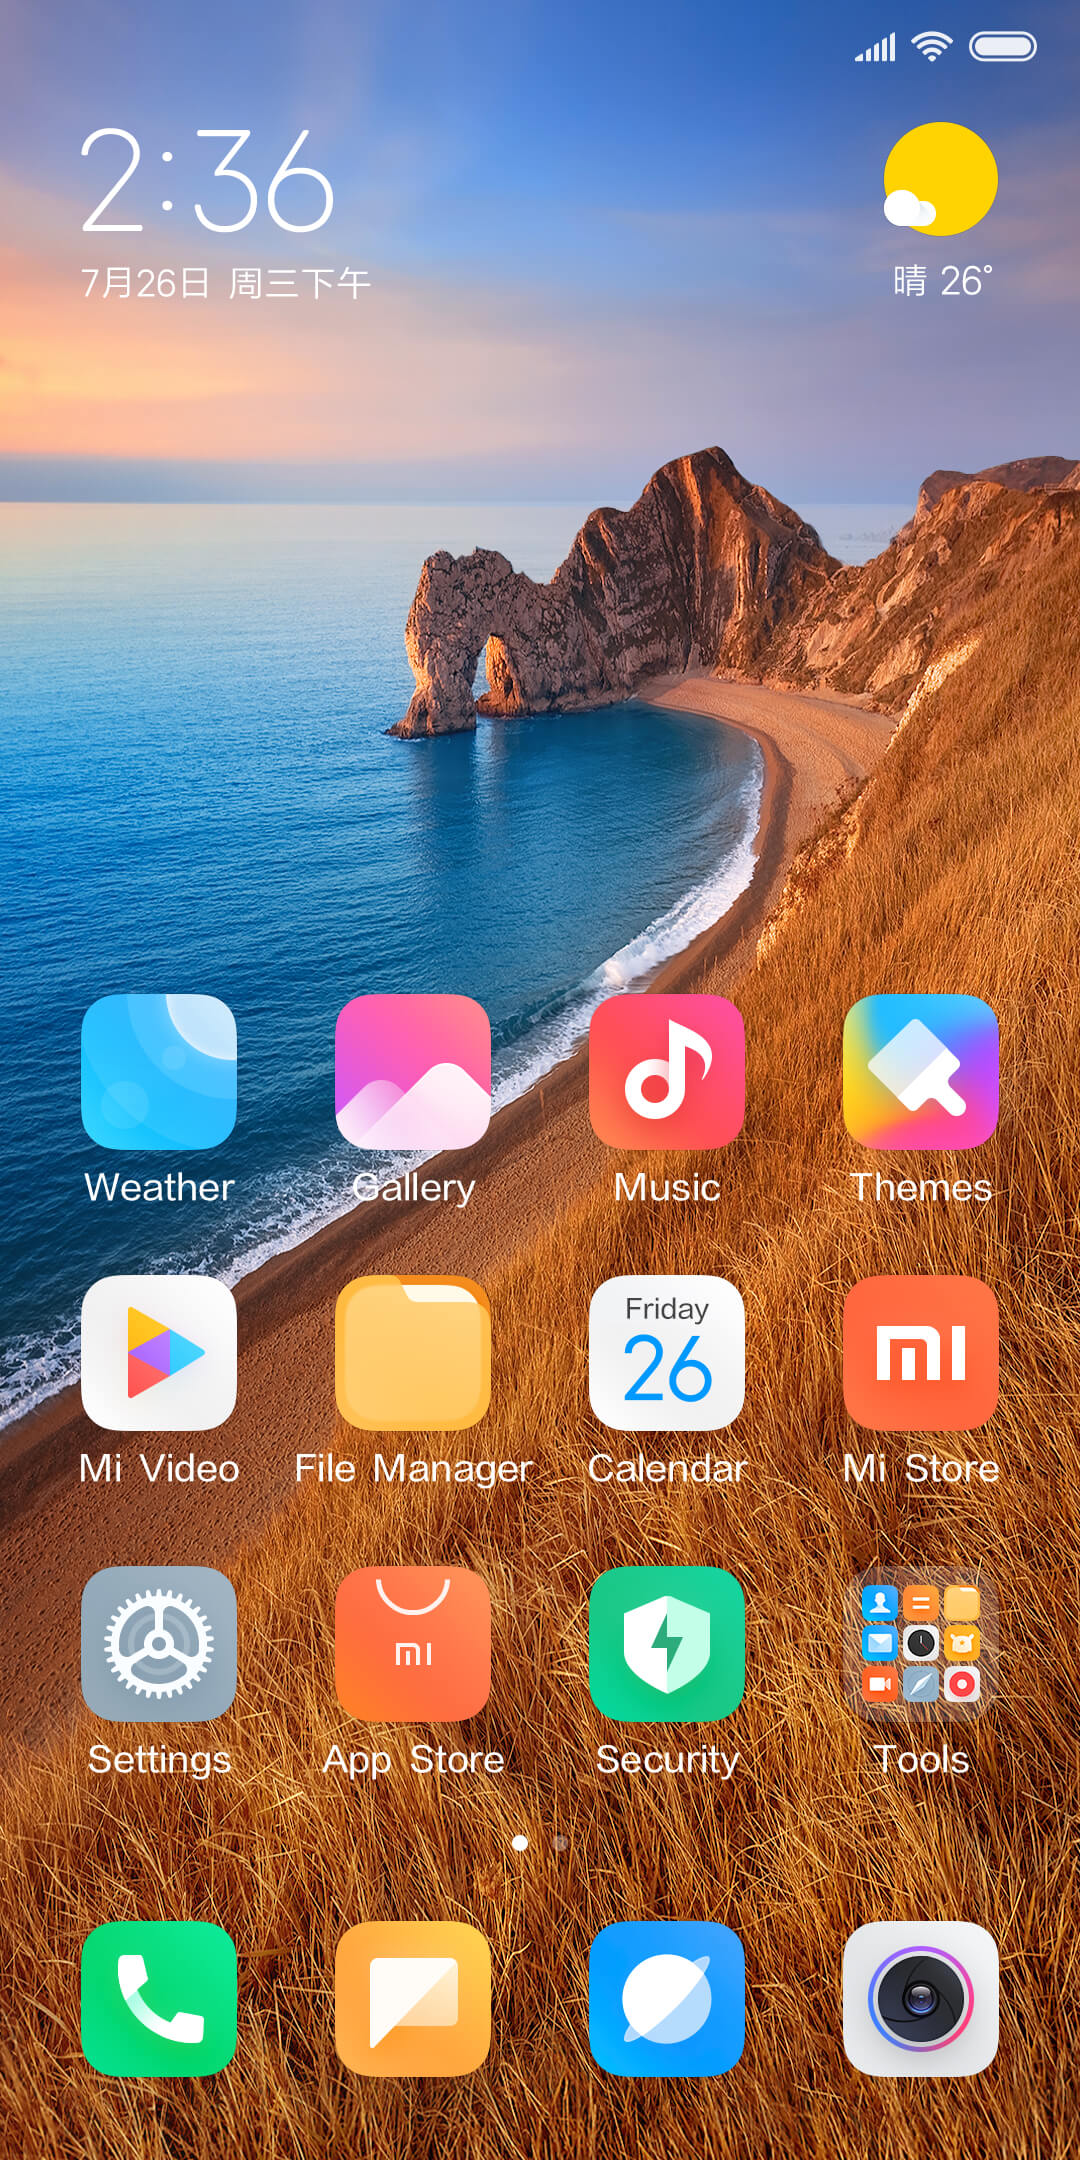 2:36
7月26日 周三下午
晴 26°
Weather
Gallery
Music
Themes
Friday
26
mi
Mi Video
File Manager
Calendar
Mi Store
mi
Settings
App Store
Security
Tools